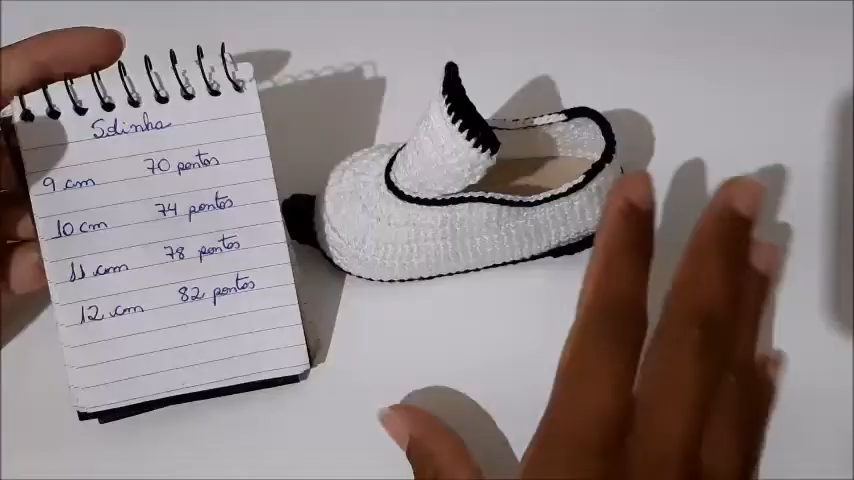 Solinha
9 cm 70 pontos
10 cm 74 pontos
11 cm 78 pontos
12 cm 82 pontos